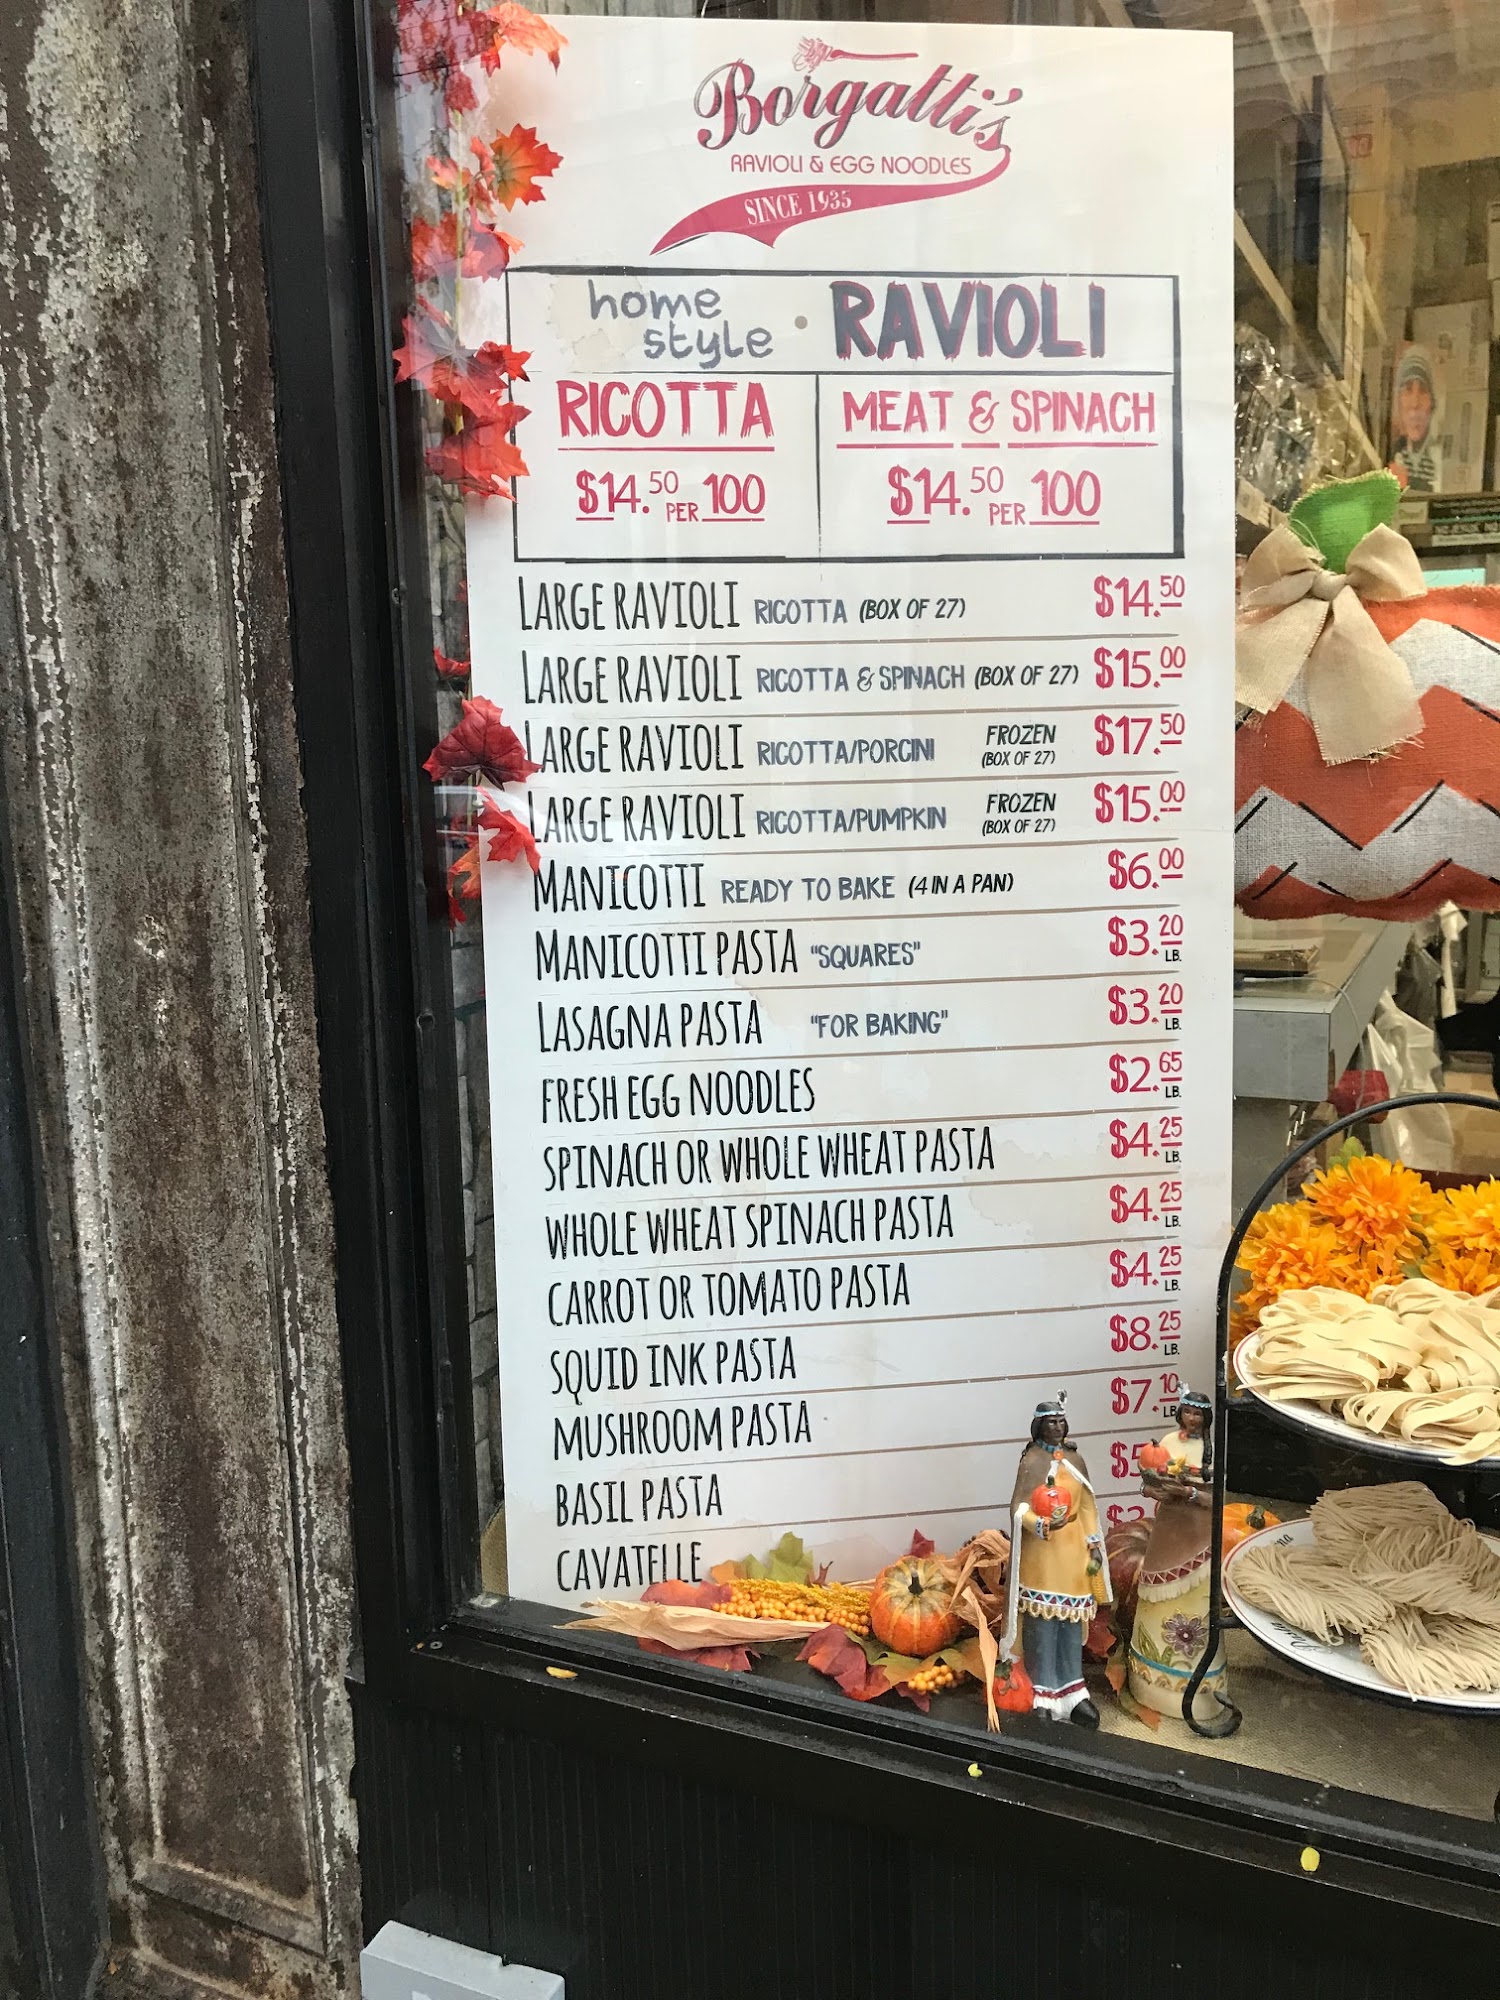 Borgatti's
RAVIOLI & EGG NOODLES
SINCE 1935
home style • RAVIOLI
RICOTTA
$14.50 PER 100
MEAT & SPINACH
$14.50 PER 100
LARGE RAVIOLI RICOTTA (BOX OF 27) $14.50
LARGE RAVIOLI RICOTTA & SPINACH (BOX OF 27) $15.00
LARGE RAVIOLI RICOTTA/PORCINI FROZEN (BOX OF 27) $17.50
LARGE RAVIOLI RICOTTA/PUMPKIN FROZEN (BOX OF 27) $15.00
MANICOTTI READY TO BAKE (4 IN A PAN) $6.00
MANICOTTI PASTA "SQUARES" $3.20 LB.
LASAGNA PASTA "FOR BAKING" $3.20 LB.
FRESH EGG NOODLES $2.65 LB.
SPINACH OR WHOLE WHEAT PASTA $4.25 LB.
WHOLE WHEAT SPINACH PASTA $4.25 LB.
CARROT OR TOMATO PASTA $4.25 LB.
SQUID INK PASTA $8.25 LB.
MUSHROOM PASTA $7.10 LB
BASIL PASTA
CAVATELLE